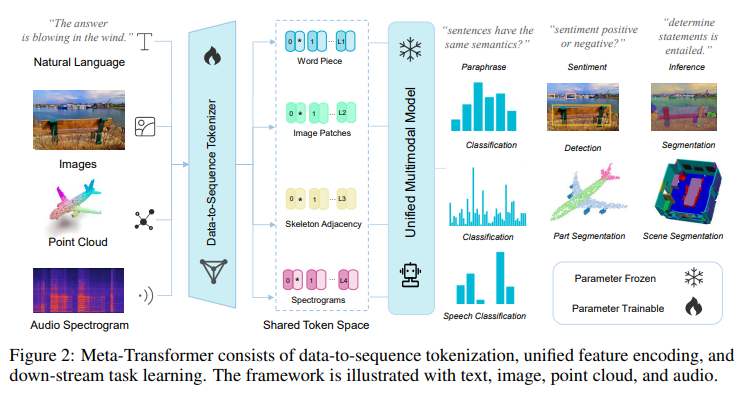 "The answer
is blowing in the wind."
T
Natural Language
Images
Point Cloud
Audio Spectrogram
Data-to-Sequence Tokenizer
0 * 1 ... L1
Word Piece
0 * 1 ... L2
Image Patches
0 * 1 ... L3
Skeleton Adjacency
0 * 1 ... L4
Spectrograms
Shared Token Space
Unified Multimodal Model
"sentences have the
same semantics?"
Paraphrase
"sentiment positive
or negative?"
Sentiment
"determine
statements is
entailed."
Inference
Classification
Detection
Segmentation
Classification
Part Segmentation
Scene Segmentation
Speech Classification
Parameter Frozen
Parameter Trainable
Figure 2: Meta-Transformer consists of data-to-sequence tokenization, unified feature encoding, and
down-stream task learning. The framework is illustrated with text, image, point cloud, and audio.